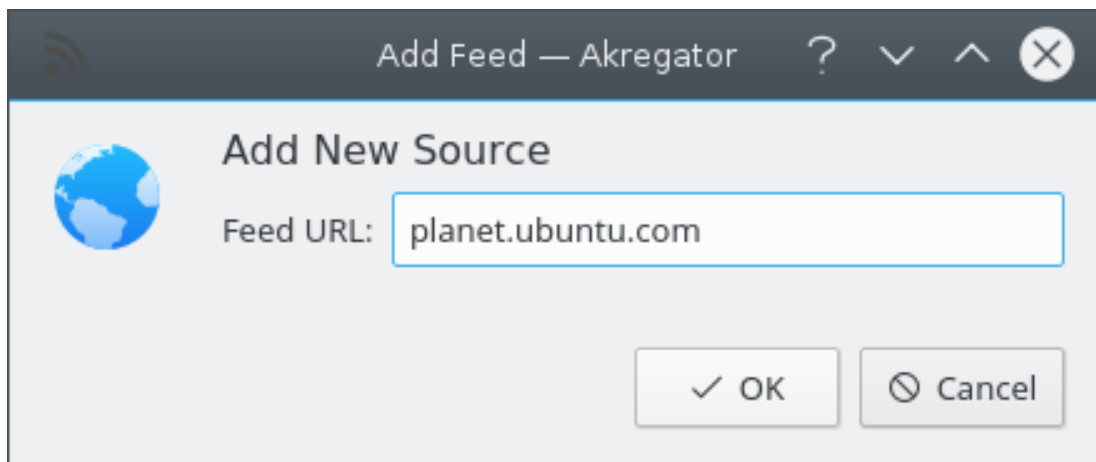 Add Feed — Akregator
Add New Source
Feed URL: planet.ubuntu.com
OK Cancel